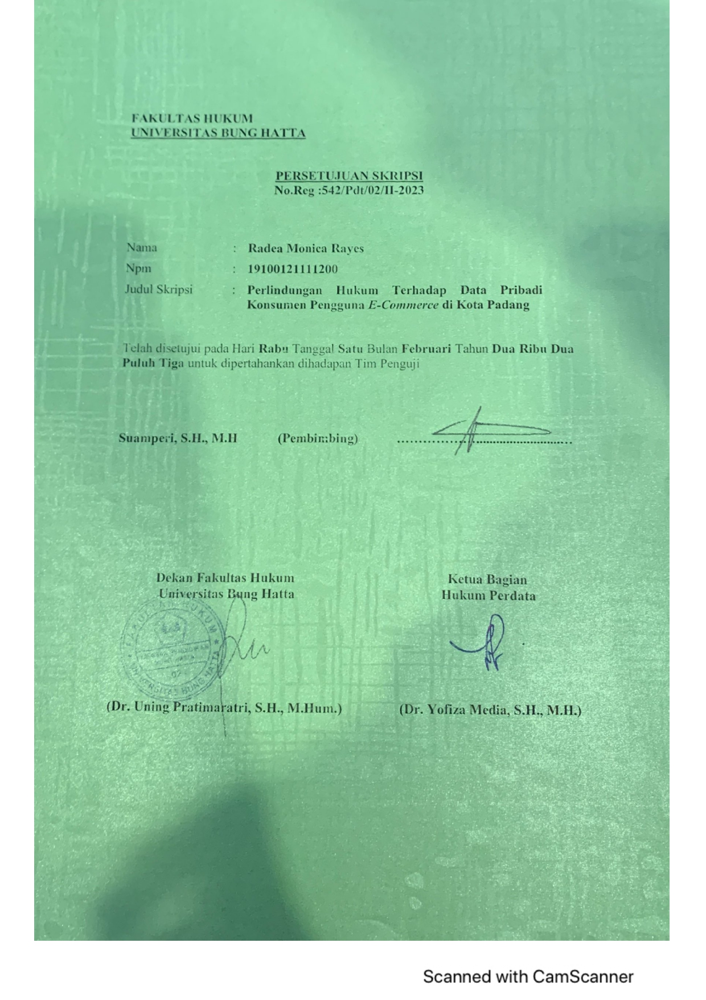 FAKULTAS HUKUM
UNIVERSITAS BUNG HATTA
PERSETUJUAN SKRIPSI
No.Reg :542/Pdt/02/II-2023
Nama : Radea Monica Rayes
Npm : 19100121111200
Judul Skripsi : Perlindungan Hukum Terhadap Data Pribadi
Konsumen Pengguna E-Commerce di Kota Padang
Telah disetujui pada Hari Rabu Tanggal Satu Bulan Februari Tahun Dua Ribu Dua
Puluh Tiga untuk dipertahankan dihadapan Tim Penguji
Suamperi, S.H., M.H (Pembimbing) ..............................................
Dekan Fakultas Hukum
Universitas Bung Hatta
Ketua Bagian
Hukum Perdata
FAKULTAS HUKUM
UNIVERSITAS BUNG HATTA
(Dr. Uning Pratimaratri, S.H., M.Hum.)
(Dr. Yofiza Media, S.H., M.H.)
Scanned with CamScanner